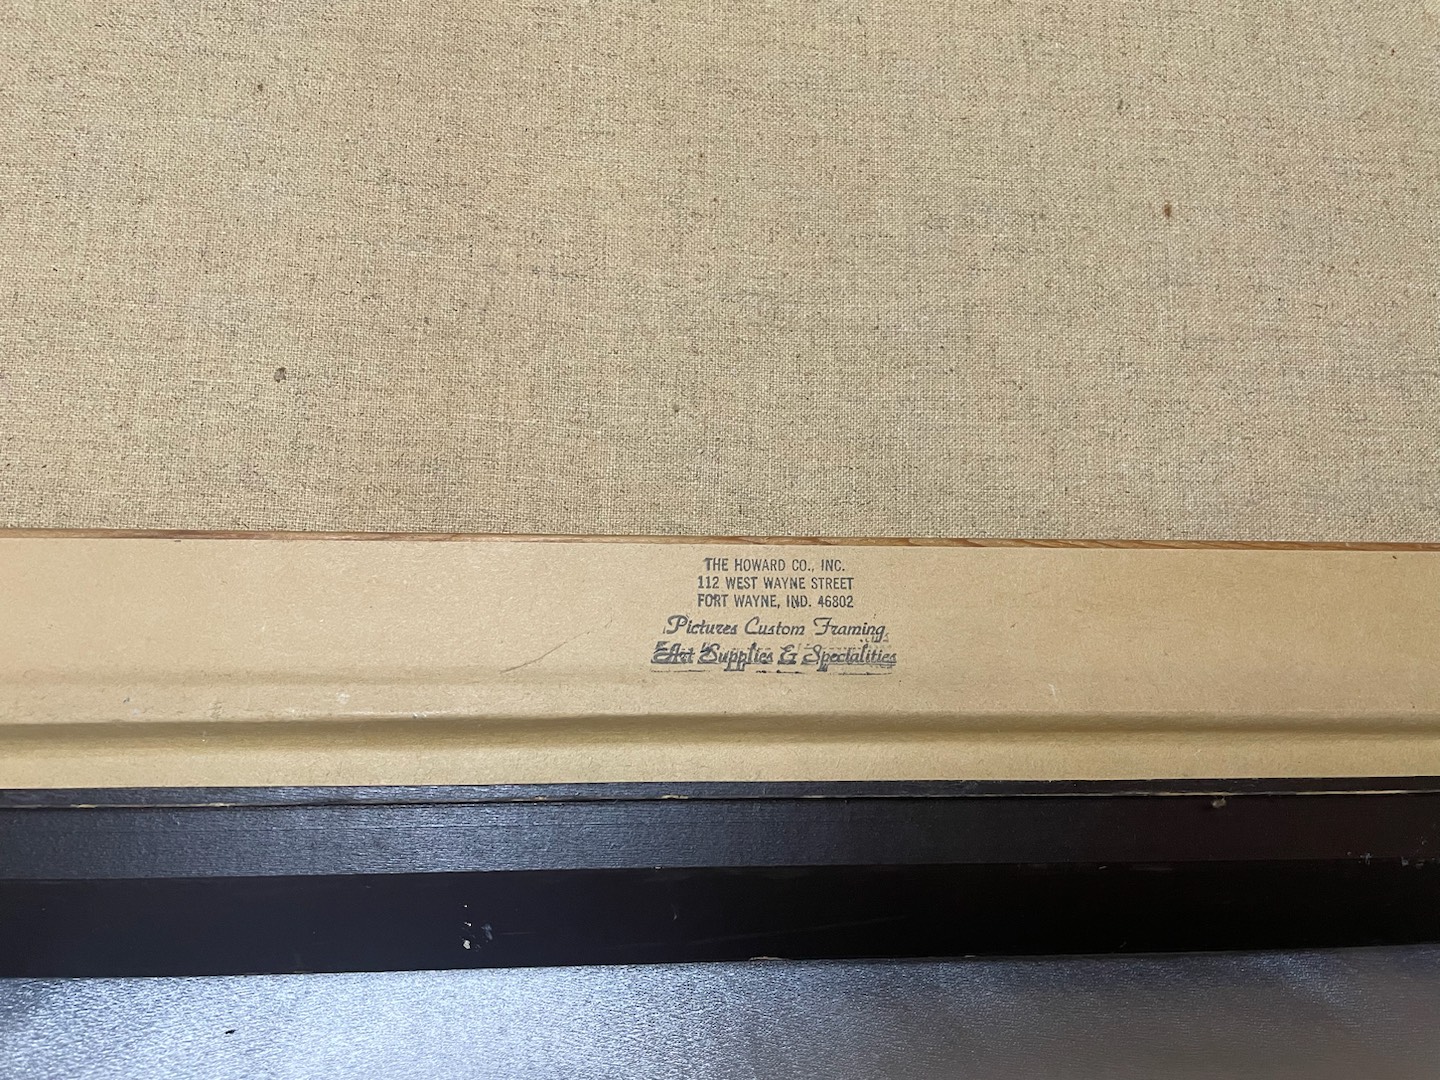 THE HOWARD CO., INC.
112 WEST WAYNE STREET
FORT WAYNE, IND. 46802
Pictures Custom Framing
Art Supplies & Specialities